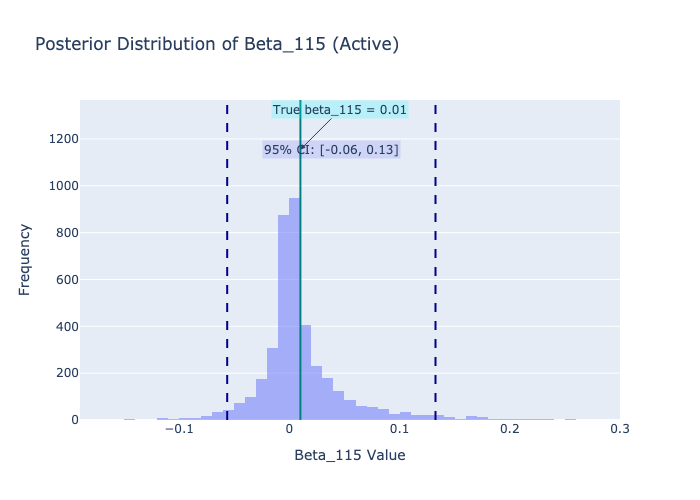 Posterior Distribution of Beta_115 (Active)
True beta_115 = 0.01
95% CI: [-0.06, 0.13]
1200
1000
800
600
400
200
0
Frequency
−0.1
0
0.1
0.2
0.3
Beta_115 Value